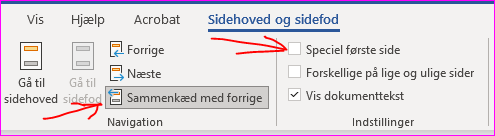 Vis Hjælp Acrobat Sidehoved og sidefod
Gå til sidehoved
Gå til sidefod
Forrige
Næste
Sammenkæd med forrige
Navigation
Speciel første side
Forskellige på lige og ulige sider
Vis dokumenttekst
Indstillinger